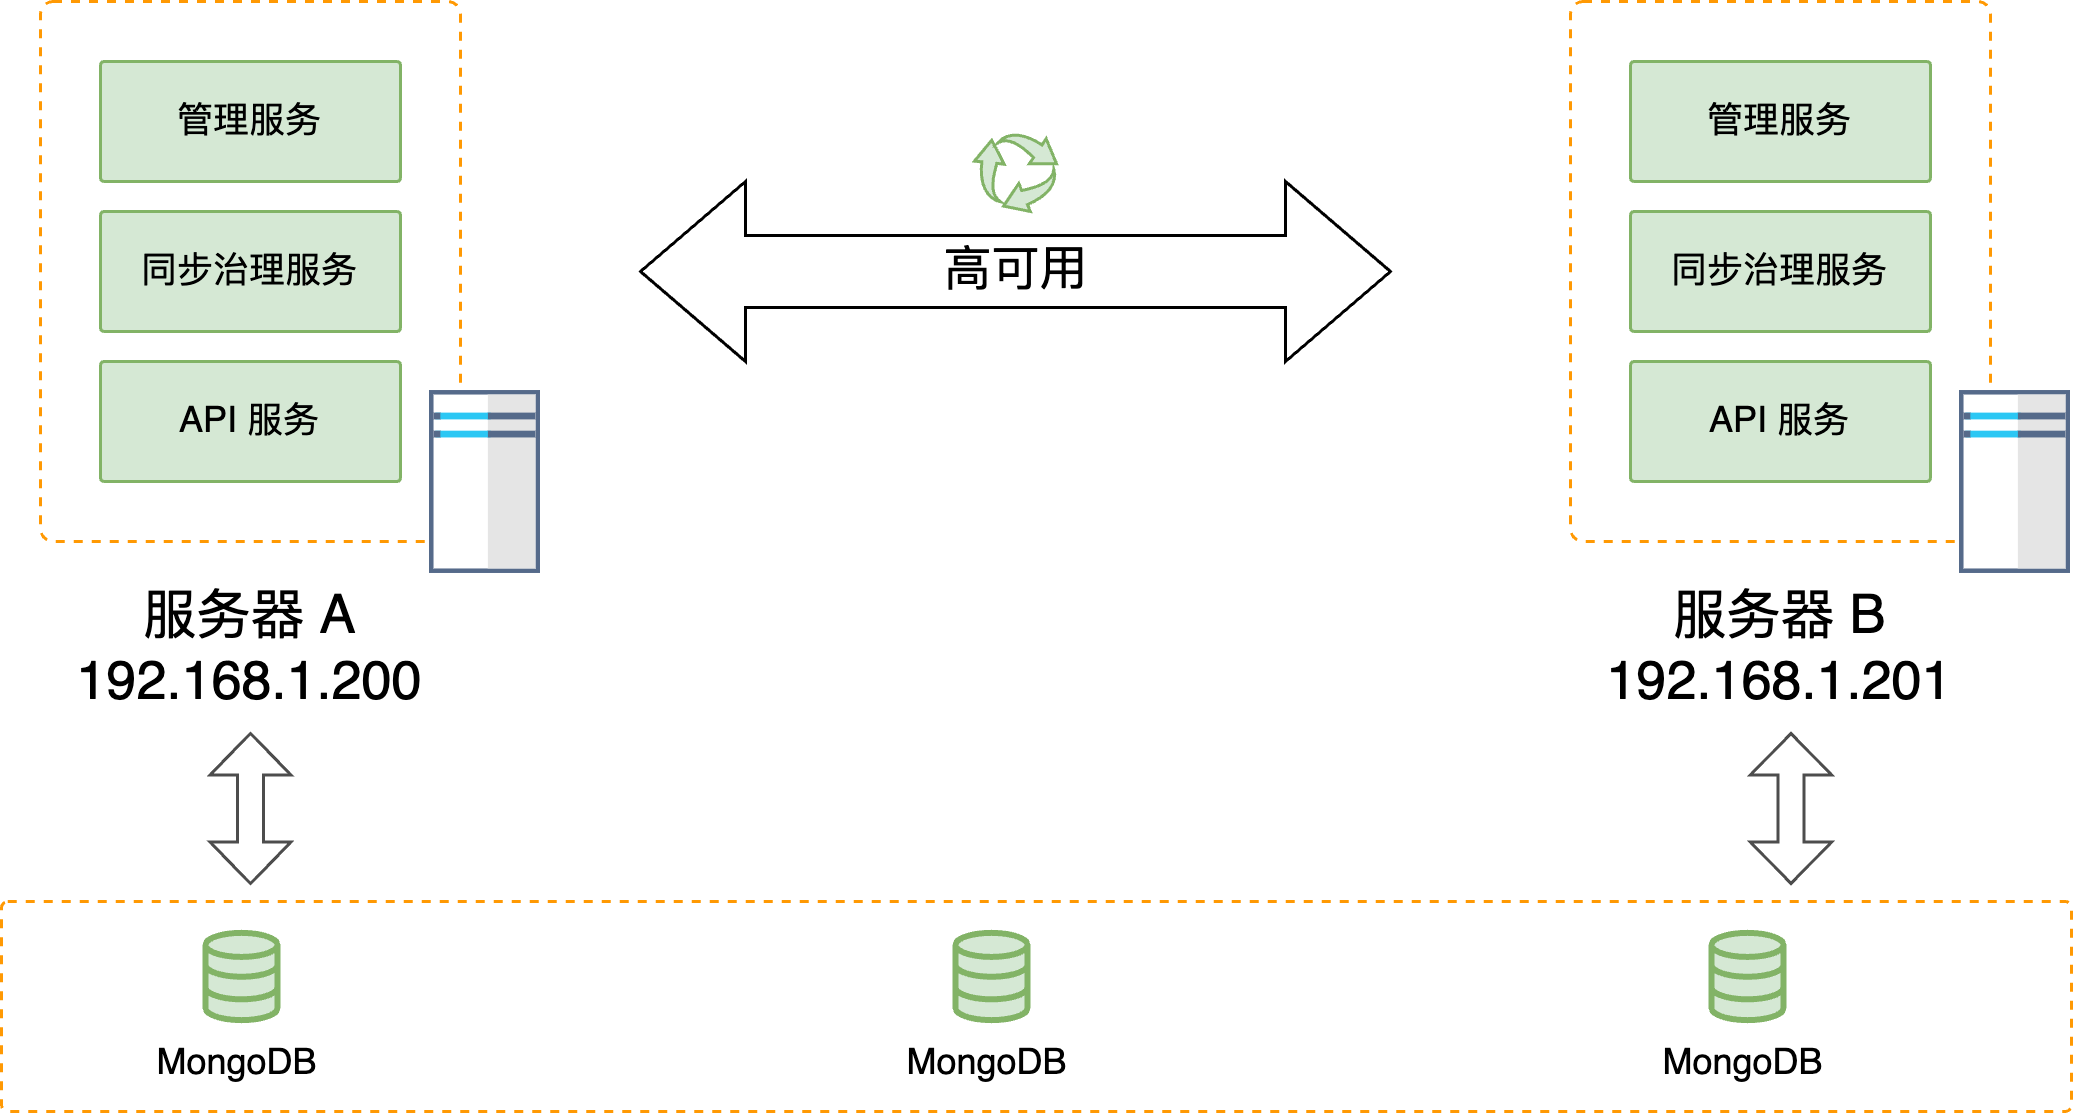 管理服务
同步治理服务
API 服务
服务器 A
192.168.1.200
高可用
管理服务
同步治理服务
API 服务
服务器 B
192.168.1.201
MongoDB
MongoDB
MongoDB